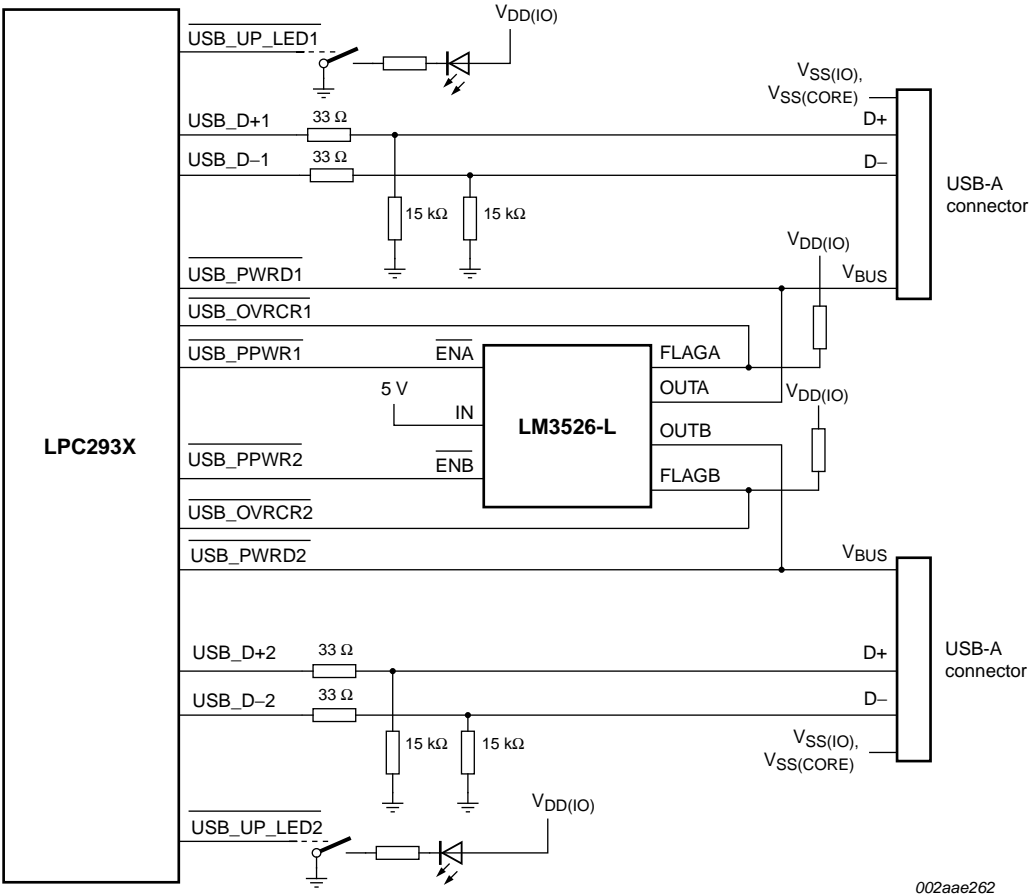 V_DD(IO)
USB_UP_LED1
V_SS(IO),
V_SS(CORE)
USB_D+1
33 Ω
D+
USB_D−1
33 Ω
D−
USB-A
connector
15 kΩ
15 kΩ
V_DD(IO)
USB_PWRD1
V_BUS
USB_OVRCR1
USB_PPWR1
ENA
FLAGA
5 V
OUTA
V_DD(IO)
IN
LM3526-L
OUTB
LPC293X
USB_PPWR2
ENB
FLAGB
USB_OVRCR2
USB_PWRD2
V_BUS
USB_D+2
33 Ω
D+
USB-A
connector
USB_D−2
33 Ω
D−
15 kΩ
15 kΩ
V_SS(IO),
V_SS(CORE)
V_DD(IO)
USB_UP_LED2
002aae262